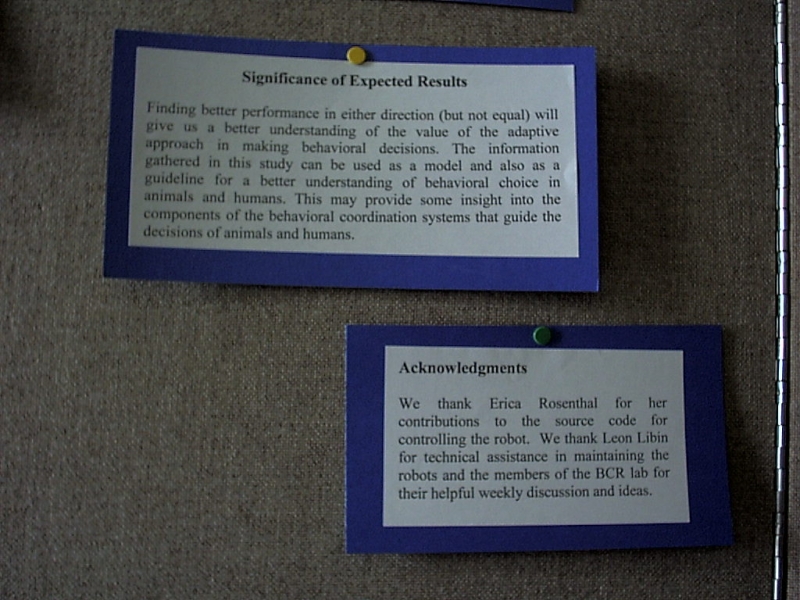 Significance of Expected Results
Finding better performance in either direction (but not equal) will
give us a better understanding of the value of the adaptive
approach in making behavioral decisions. The information
gathered in this study can be used as a model and also as a
guideline for a better understanding of behavioral choice in
animals and humans. This may provide some insight into the
components of the behavioral coordination systems that guide the
decisions of animals and humans.
Acknowledgments
We thank Erica Rosenthal for her
contributions to the source code for
controlling the robot. We thank Leon Libin
for technical assistance in maintaining the
robots and the members of the BCR lab for
their helpful weekly discussion and ideas.